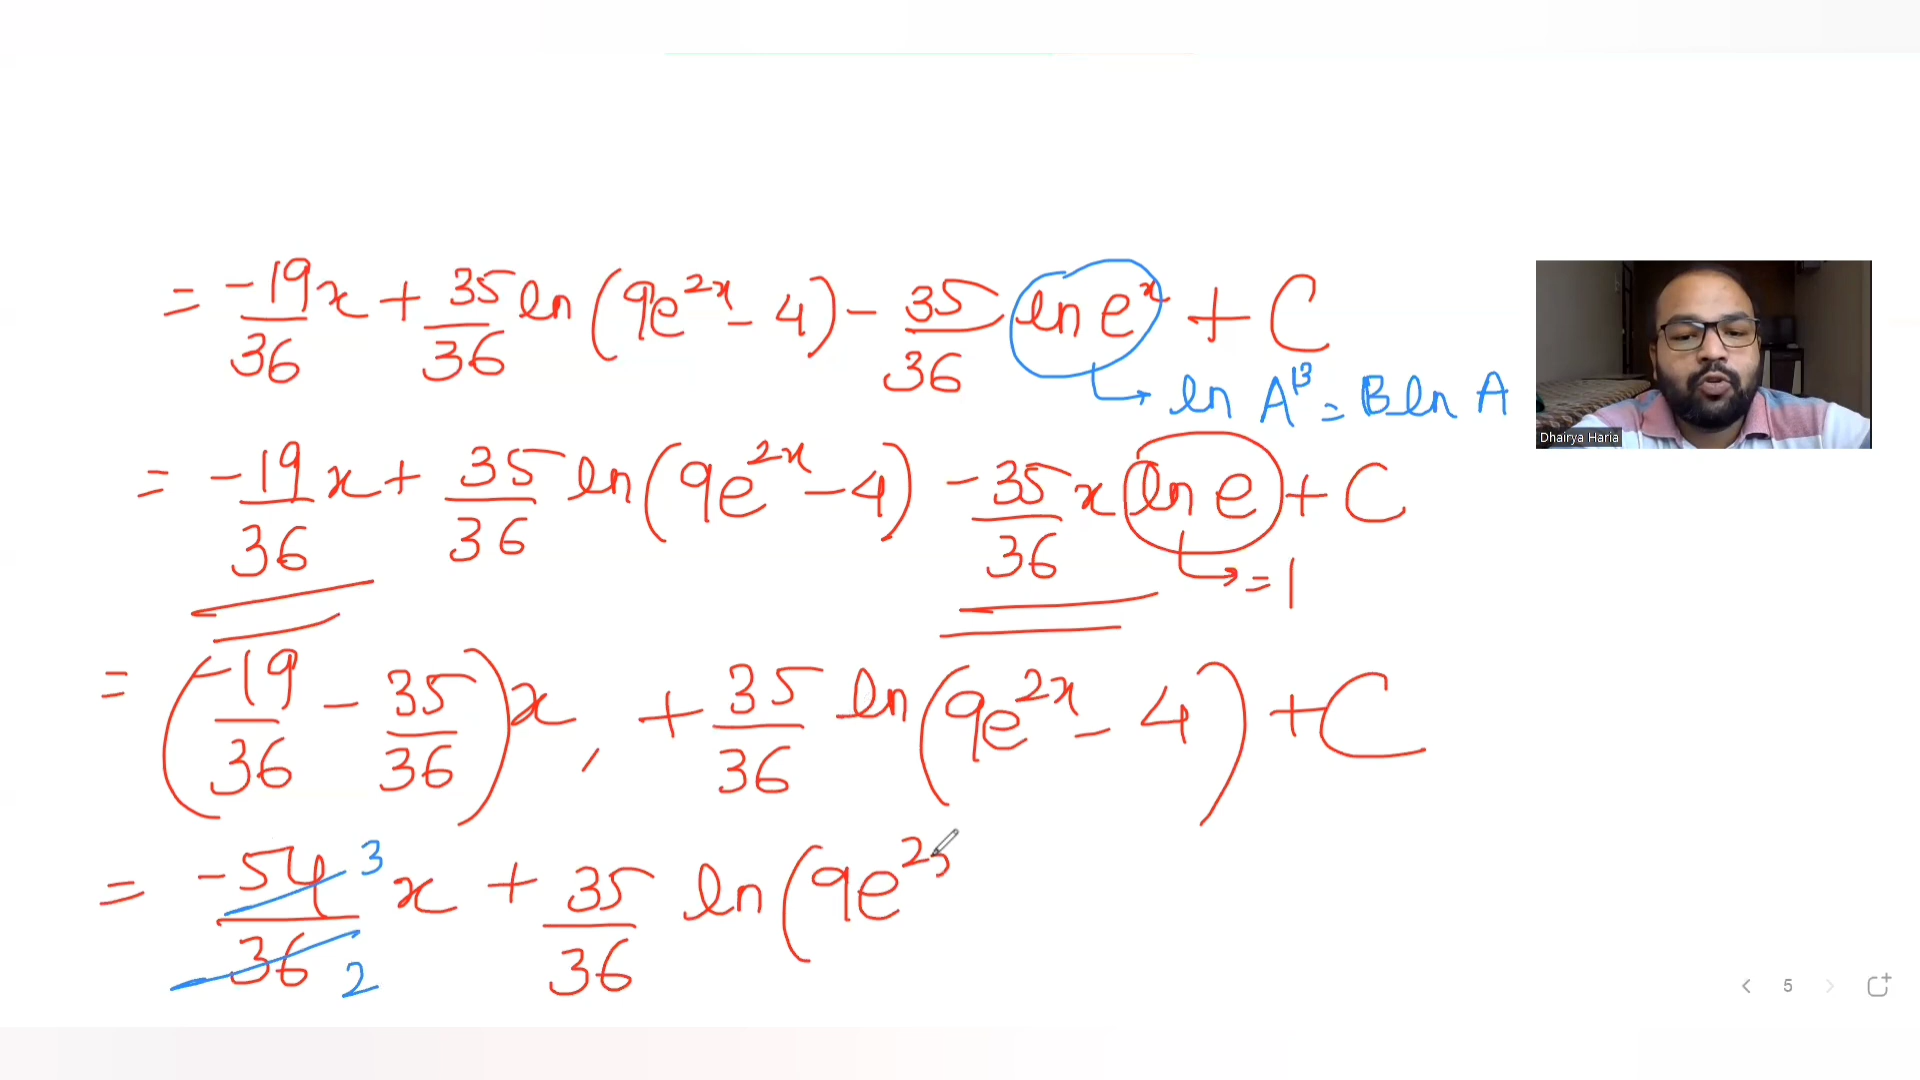 = -19/36 x + 35/36 ln (9e^2x - 4) - 35/36 ln e^x + C
↳ ln A^B = B ln A
= -19/36 x + 35/36 ln (9e^2x - 4) - 35/36 x ln e + C
↳ = 1
= (-19/36 - 35/36) x, + 35/36 ln (9e^2x - 4) + C
= -54/36 3 2 x + 35/36 ln (9e^2
Dhairya Haria
5